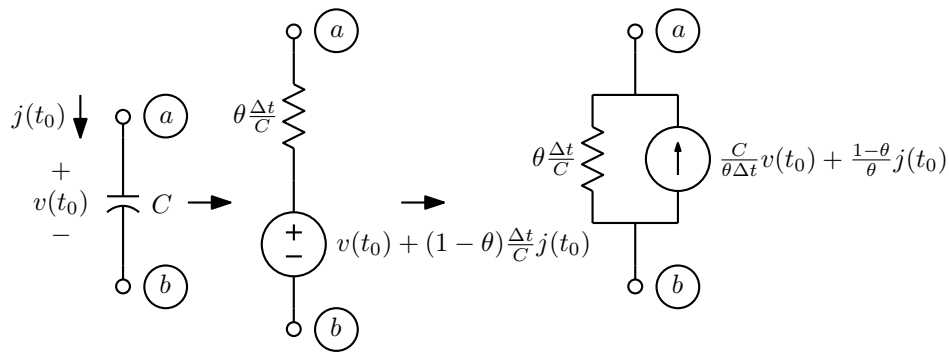 a
j(t₀)
a
+
v(t₀)
−
C
b
θ Δt/C
+
−
v(t₀) + (1 − θ) Δt/C j(t₀)
b
a
θ Δt/C
C/θΔt v(t₀) + 1−θ/θ j(t₀)
b